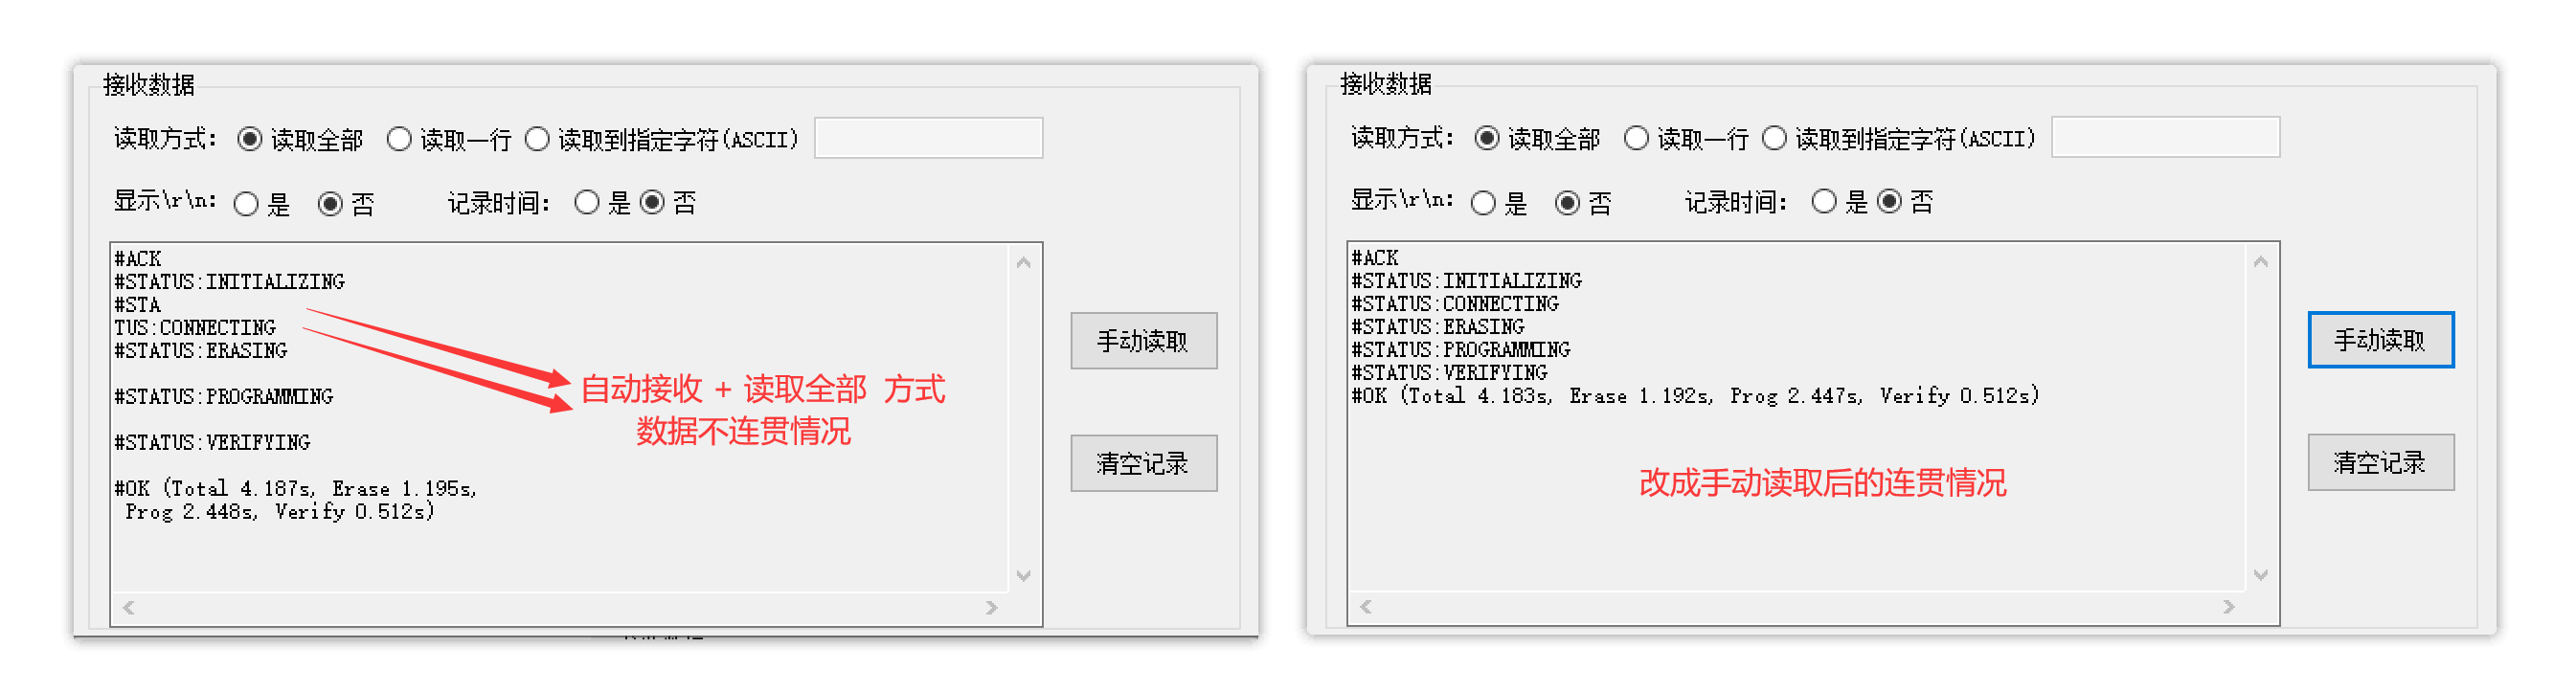 接收数据
读取方式： 读取全部 读取一行 读取到指定字符(ASCII)
显示\r\n： 是 否 记录时间： 是 否
#ACK
#STATUS:INITIALIZING
#STA
TUS:CONNECTING
#STATUS:ERASING
#STATUS:PROGRAMMING
#STATUS:VERIFYING
#OK (Total 4.187s, Erase 1.195s,
Prog 2.448s, Verify 0.512s)
自动接收 + 读取全部 方式
数据不连贯情况
手动读取
清空记录
接收数据
读取方式： 读取全部 读取一行 读取到指定字符(ASCII)
显示\r\n： 是 否 记录时间： 是 否
#ACK
#STATUS:INITIALIZING
#STATUS:CONNECTING
#STATUS:ERASING
#STATUS:PROGRAMMING
#STATUS:VERIFYING
#OK (Total 4.183s, Erase 1.192s, Prog 2.447s, Verify 0.512s)
改成手动读取后的连贯情况
手动读取
清空记录